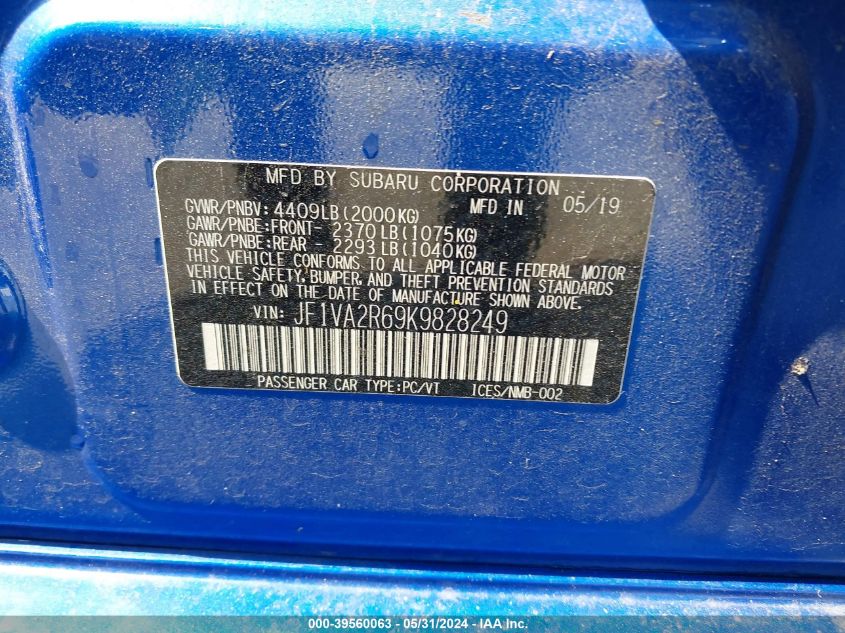 MFD BY SUBARU CORPORATION
GVWR/PNBV: 4409LB(2000KG) MFD IN 05/19
GAWR/PNBE:FRONT- 2370LB(1075KG)
GAWR/PNBE:REAR - 2293LB(1040KG)
THIS VEHICLE CONFORMS TO ALL APPLICABLE FEDERAL MOTOR
VEHICLE SAFETY, BUMPER, AND THEFT PREVENTION STANDARDS
IN EFFECT ON THE DATE OF MANUFACTURE SHOWN ABOVE.
VIN: JF1VA2R69K9828249
PASSENGER CAR TYPE:PC/VT ICES/NMB-002
000-39560063 - 05/31/2024 - IAA Inc.